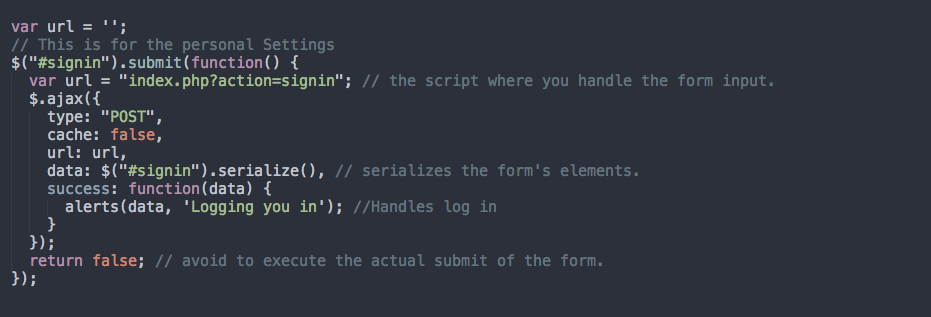 var url = '';
// This is for the personal Settings
$("#signin").submit(function() {
  var url = "index.php?action=signin"; // the script where you handle the form input.
  $.ajax({
    type: "POST",
    cache: false,
    url: url,
    data: $("#signin").serialize(), // serializes the form's elements.
    success: function(data) {
      alerts(data, 'Logging you in'); //Handles log in
    }
  });
  return false; // avoid to execute the actual submit of the form.
});